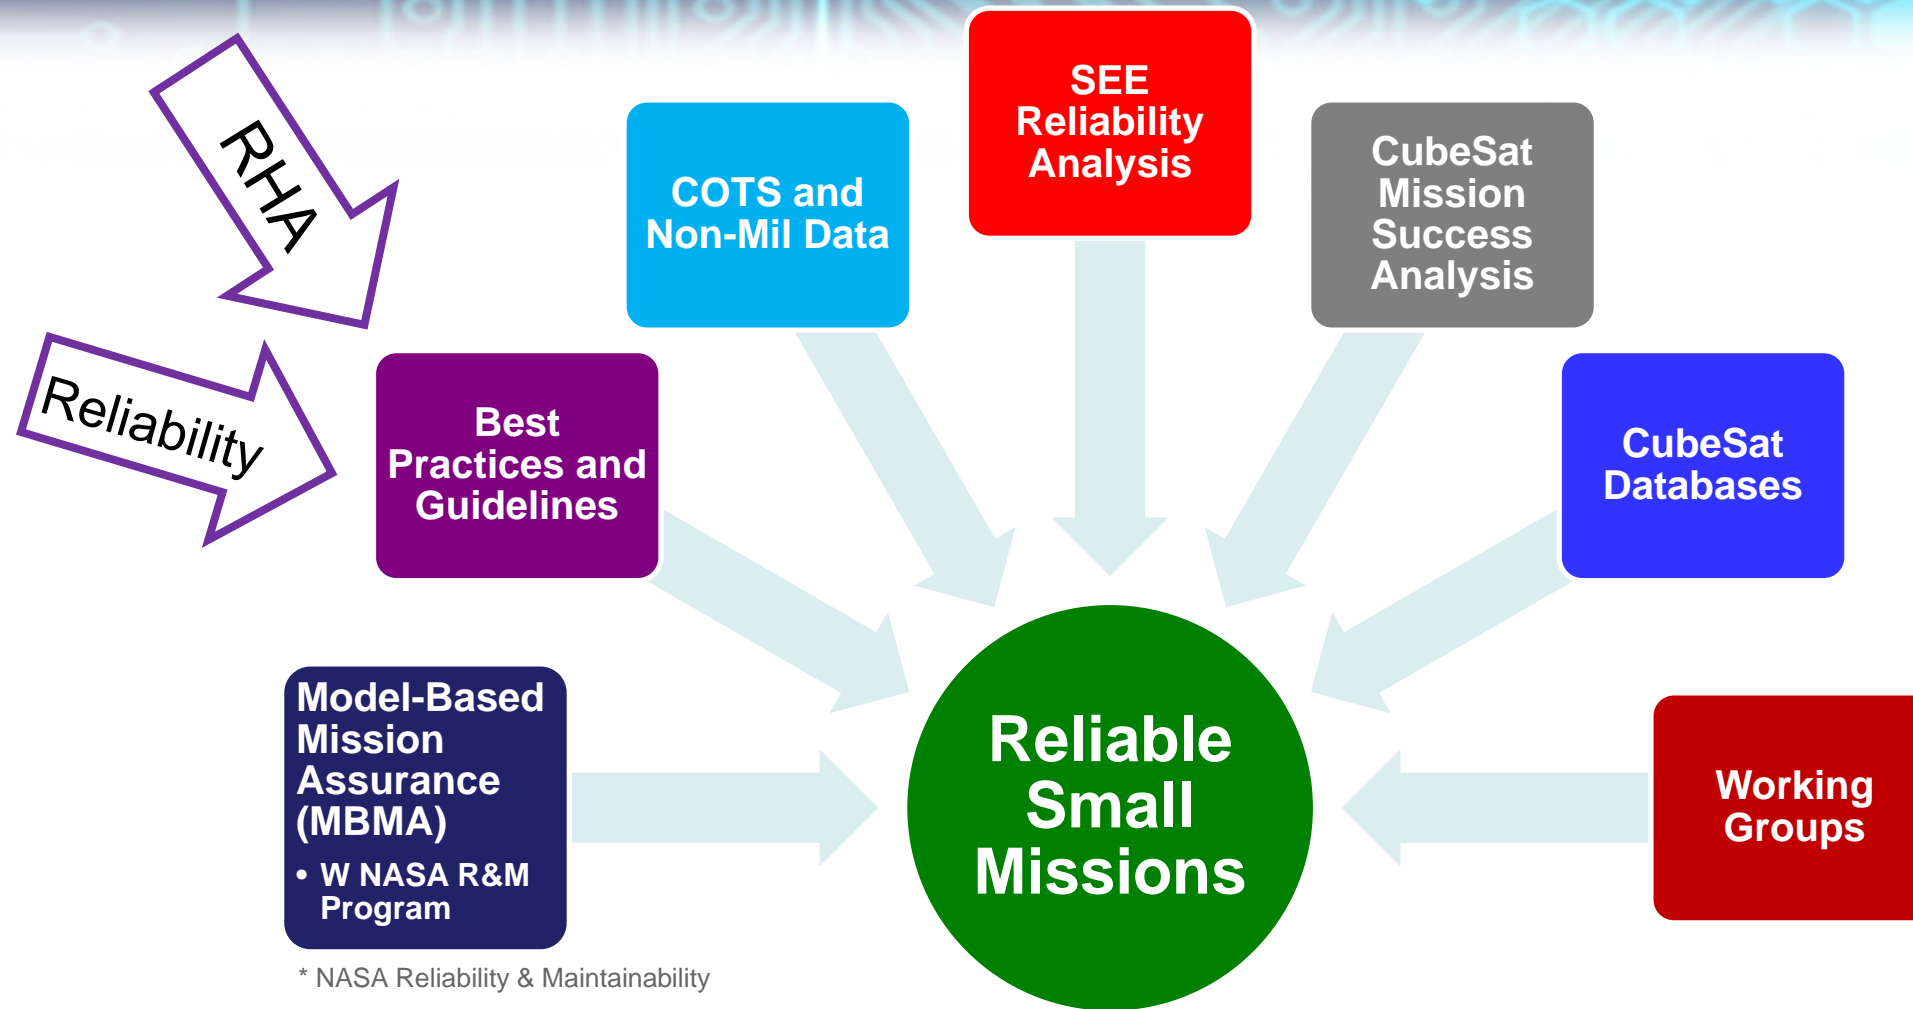 RHA
Reliability
SEE
Reliability
Analysis
COTS and
Non-Mil Data
CubeSat
Mission
Success
Analysis
Best
Practices and
Guidelines
CubeSat
Databases
Model-Based
Mission
Assurance
(MBMA)
• W NASA R&M
Program
Reliable
Small
Missions
Working
Groups
* NASA Reliability & Maintainability